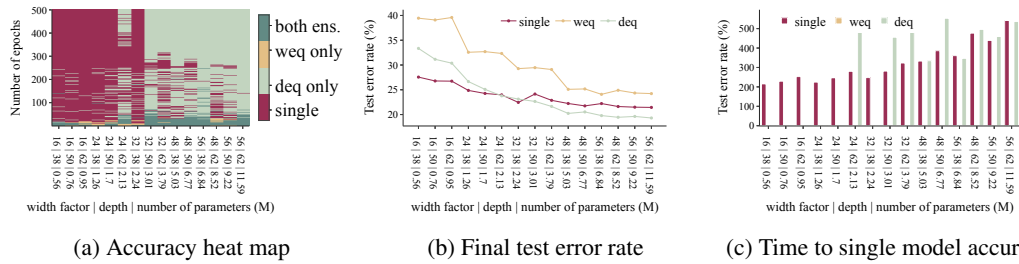 Number of epochs
500
400
300
200
100
16 | 38 | 0.56
16 | 50 | 0.76
16 | 62 | 0.95
24 | 38 | 1.26
24 | 50 | 1.7
24 | 62 | 2.13
32 | 38 | 2.24
32 | 50 | 3.01
32 | 62 | 3.79
48 | 38 | 5.03
48 | 50 | 6.77
56 | 38 | 6.84
48 | 62 | 8.52
56 | 50 | 9.22
56 | 62 | 11.59
width factor | depth | number of parameters (M)
both ens.
weq only
deq only
single
(a) Accuracy heat map
Test error rate (%)
40
35
30
25
20
single
weq
deq
16 | 38 | 0.56
16 | 50 | 0.76
16 | 62 | 0.95
24 | 38 | 1.26
24 | 50 | 1.7
24 | 62 | 2.13
32 | 38 | 2.24
32 | 50 | 3.01
32 | 62 | 3.79
48 | 38 | 5.03
48 | 50 | 6.77
56 | 38 | 6.84
48 | 62 | 8.52
56 | 50 | 9.22
56 | 62 | 11.59
width factor | depth | number of parameters (M)
(b) Final test error rate
Test error rate (%)
500
400
300
200
100
0
single
weq
deq
16 | 38 | 0.56
16 | 50 | 0.76
16 | 62 | 0.95
24 | 38 | 1.26
24 | 50 | 1.7
24 | 62 | 2.13
32 | 38 | 2.24
32 | 50 | 3.01
32 | 62 | 3.79
48 | 38 | 5.03
48 | 50 | 6.77
56 | 38 | 6.84
48 | 62 | 8.52
56 | 50 | 9.22
56 | 62 | 11.59
width factor | depth | number of parameters (M)
(c) Time to single model accur